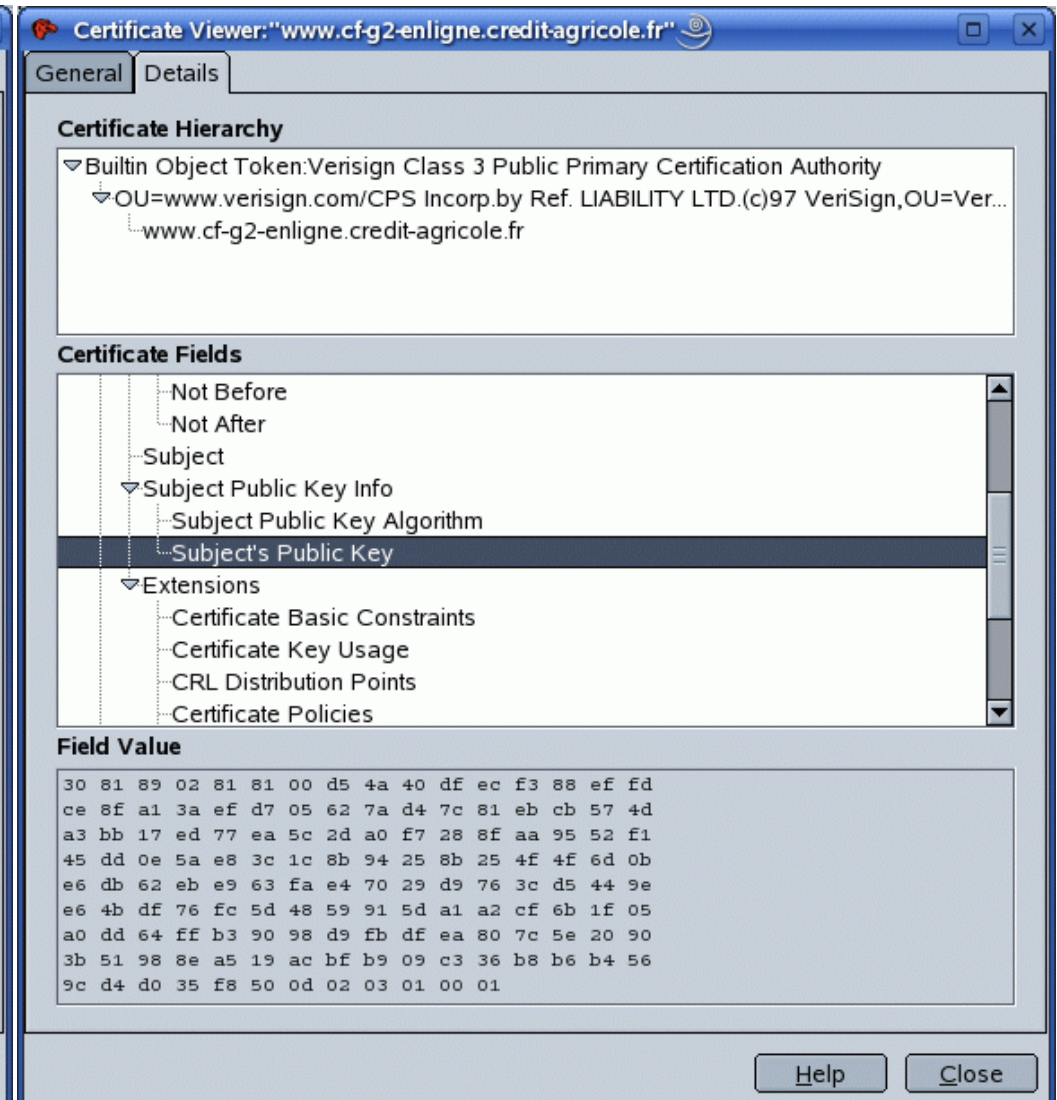 Certificate Viewer:"www.cf-g2-enligne.credit-agricole.fr"
General Details
Certificate Hierarchy
Builtin Object Token:Verisign Class 3 Public Primary Certification Authority
OU=www.verisign.com/CPS Incorp.by Ref. LIABILITY LTD.(c)97 VeriSign,OU=Ver...
www.cf-g2-enligne.credit-agricole.fr
Certificate Fields
Not Before
Not After
Subject
Subject Public Key Info
Subject Public Key Algorithm
Subject's Public Key
Extensions
Certificate Basic Constraints
Certificate Key Usage
CRL Distribution Points
Certificate Policies
Field Value
30 81 89 02 81 81 00 d5 4a 40 df ec f3 88 ef fd
ce 8f a1 3a ef d7 05 62 7a d4 7c 81 eb cb 57 4d
a3 bb 17 ed 77 ea 5c 2d a0 f7 28 8f aa 95 52 f1
45 dd 0e 5a e8 3c 1c 8b 94 25 8b 25 4f 4f 6d 0b
e6 db 62 eb e9 63 fa e4 70 29 d9 76 3c d5 44 9e
e6 4b df 76 fc 5d 48 59 91 5d a1 a2 cf 6b 1f 05
a0 dd 64 ff b3 90 98 d9 fb df ea 80 7c 5e 20 90
3b 51 98 8e a5 19 ac bf b9 09 c3 36 b8 b6 b4 56
9c d4 d0 35 f8 50 0d 02 03 01 00 01
Help Close